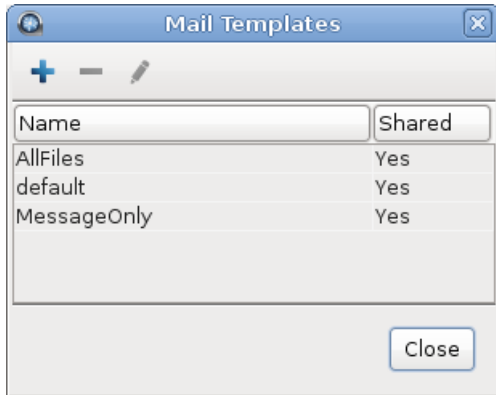 Mail Templates
Name Shared
AllFiles Yes
default Yes
MessageOnly Yes
Close